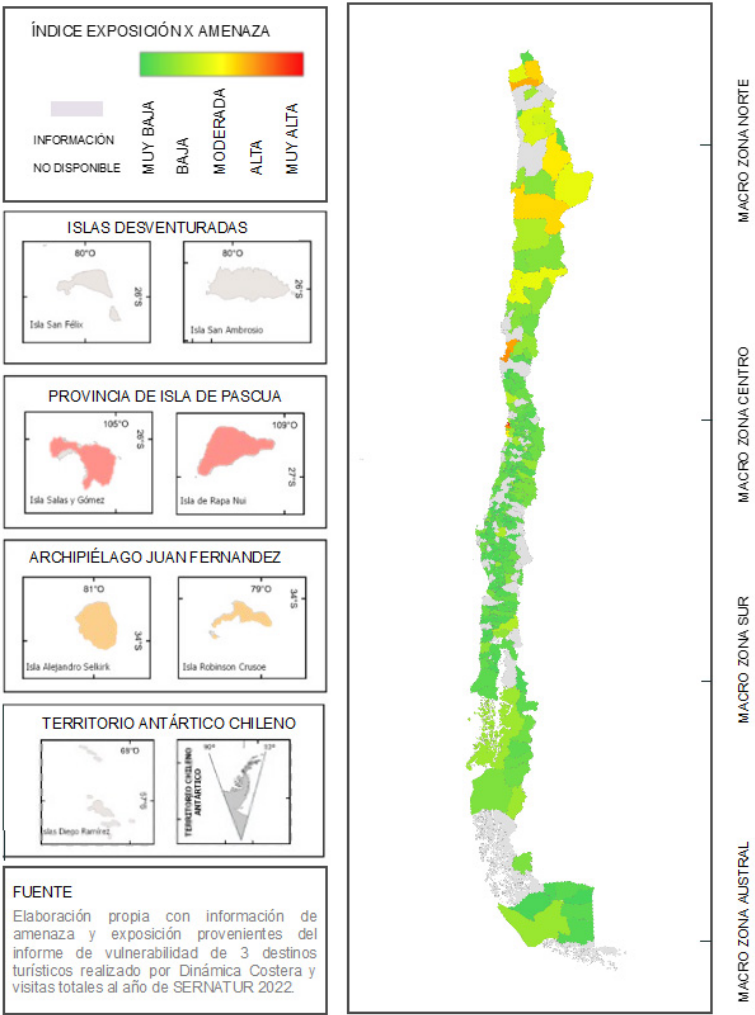 ÍNDICE EXPOSICIÓN X AMENAZA
INFORMACIÓN
NO DISPONIBLE
MUY BAJA
BAJA
MODERADA
ALTA
MUY ALTA
ISLAS DESVENTURADAS
80°O
26°S
Isla San Félix
80°O
26°S
Isla San Ambrosio
PROVINCIA DE ISLA DE PASCUA
105°O
26°S
Isla Salas y Gómez
109°O
27°S
Isla de Rapa Nui
ARCHIPIÉLAGO JUAN FERNANDEZ
81°O
34°S
Isla Alejandro Selkirk
79°O
34°S
Isla Robinson Crusoe
TERRITORIO ANTÁRTICO CHILENO
68°O
57°S
Islas Diego Ramírez
90°
53°
TERRITORIO CHILENO
ANTÁRTICO
FUENTE
Elaboración propia con información de
amenaza y exposición provenientes del
informe de vulnerabilidad de 3 destinos
turísticos realizado por Dinámica Costera y
visitas totales al año de SERNATUR 2022.
MACRO ZONA NORTE
MACRO ZONA CENTRO
MACRO ZONA SUR
MACRO ZONA AUSTRAL